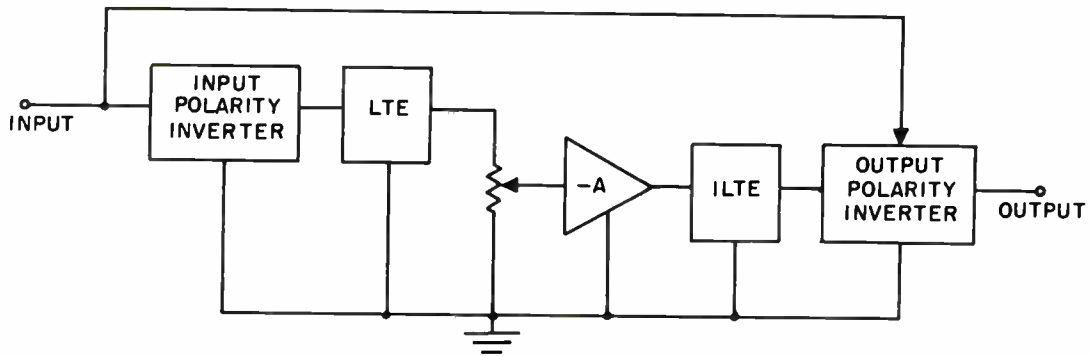 INPUT
INPUT
POLARITY
INVERTER
LTE
-A
ILTE
OUTPUT
POLARITY
INVERTER
OUTPUT